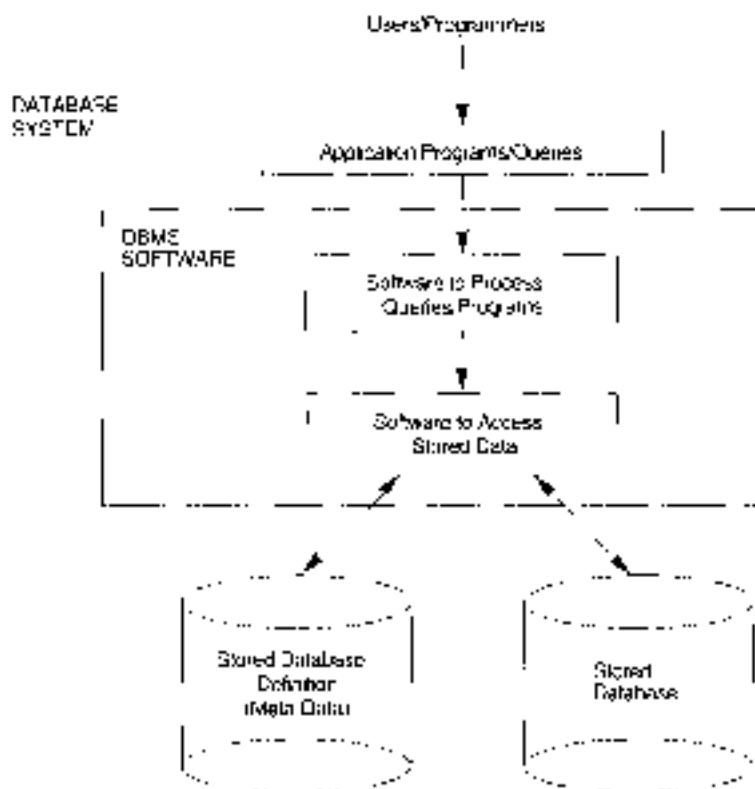 Users/Programmers
DATABASE
SYSTEM
Application Programs/Queries
DBMS
SOFTWARE
Software to Process
Queries Programs
Software to Access
Stored Data
Stored Database
Definition
(Meta Data)
Stored
Database